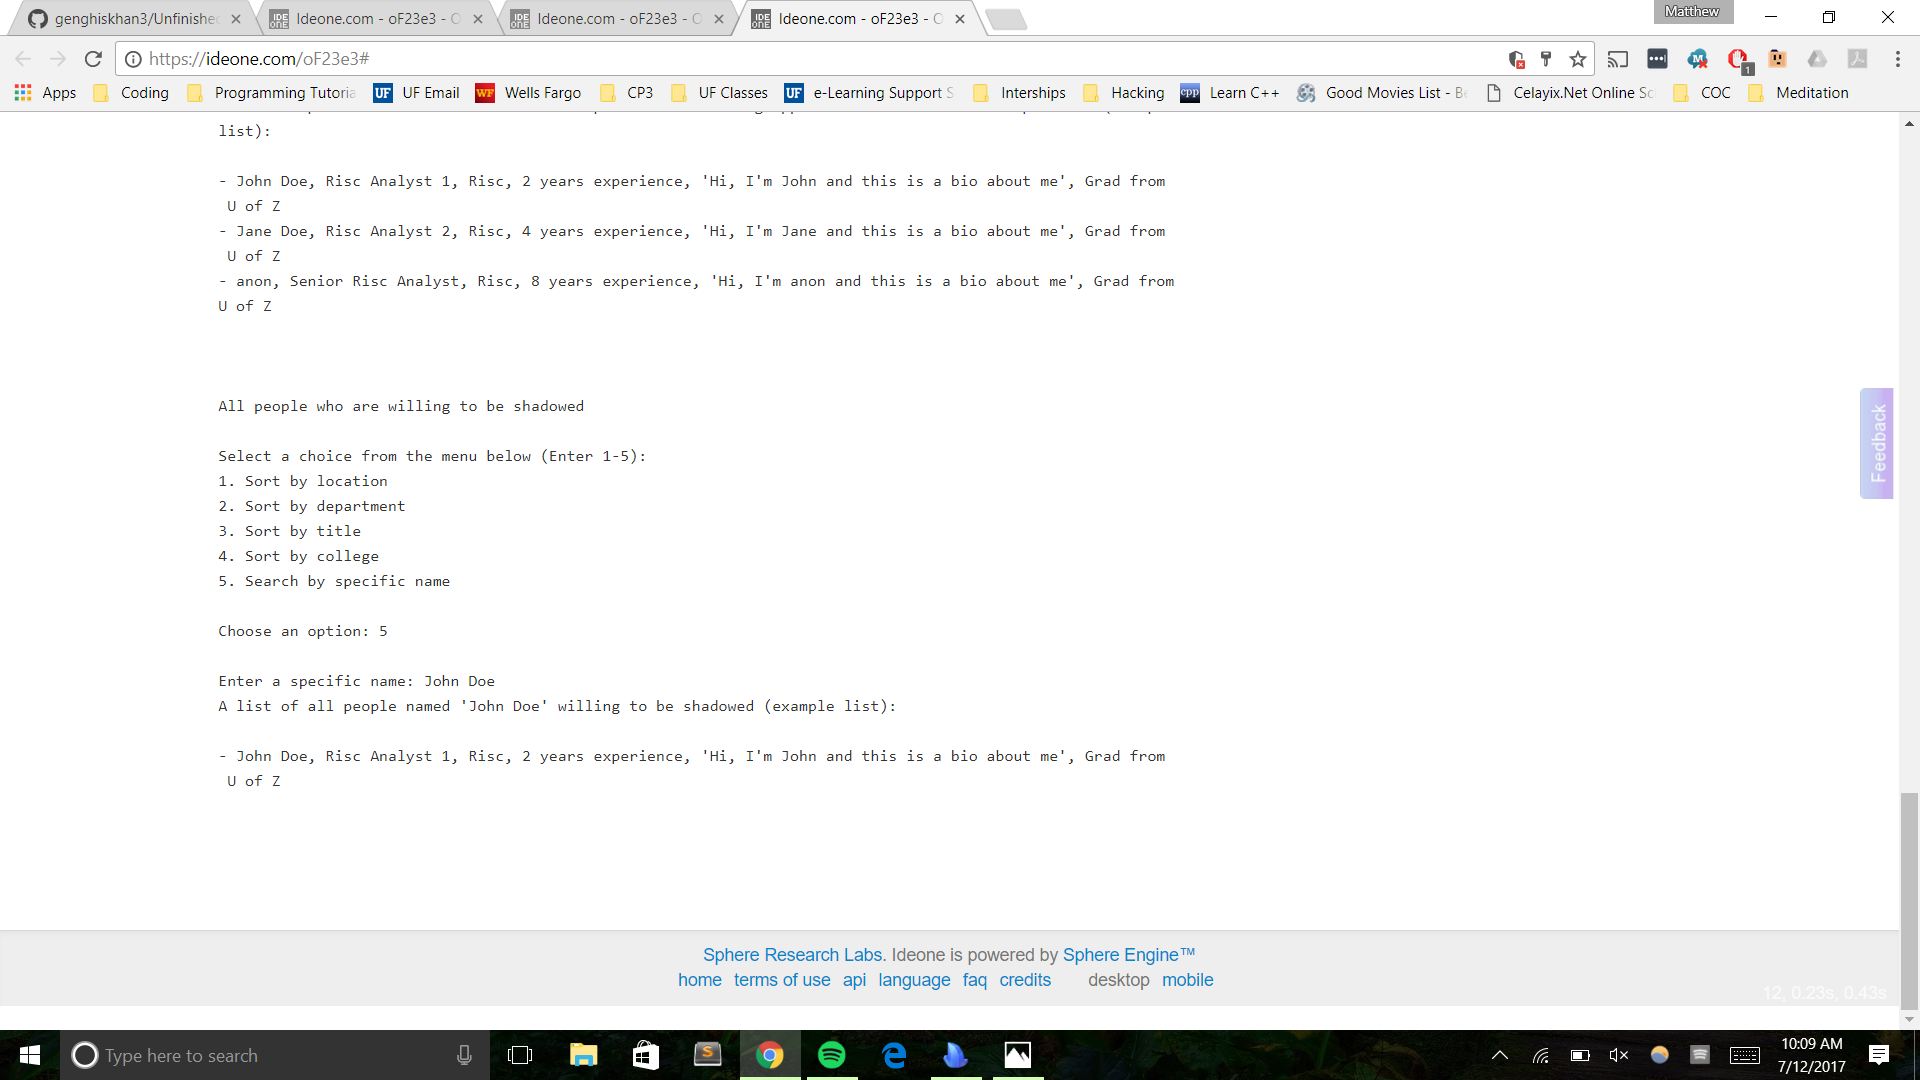 Matthew
genghiskhan3/Unfinished
Ideone.com - oF23e3 - O
Ideone.com - oF23e3 - O
Ideone.com - oF23e3 - O
https://ideone.com/oF23e3#
1
Apps Coding Programming Tutoria UF Email Wells Fargo CP3 UF Classes e-Learning Support S Interships Hacking Learn C++ Good Movies List - Be Celayix.Net Online Sc COC Meditation
list):
- John Doe, Risc Analyst 1, Risc, 2 years experience, 'Hi, I'm John and this is a bio about me', Grad from
U of Z
- Jane Doe, Risc Analyst 2, Risc, 4 years experience, 'Hi, I'm Jane and this is a bio about me', Grad from
U of Z
- anon, Senior Risc Analyst, Risc, 8 years experience, 'Hi, I'm anon and this is a bio about me', Grad from
U of Z
All people who are willing to be shadowed
Feedback
Select a choice from the menu below (Enter 1-5):
1. Sort by location
2. Sort by department
3. Sort by title
4. Sort by college
5. Search by specific name
Choose an option: 5
Enter a specific name: John Doe
A list of all people named 'John Doe' willing to be shadowed (example list):
- John Doe, Risc Analyst 1, Risc, 2 years experience, 'Hi, I'm John and this is a bio about me', Grad from
U of Z
Sphere Research Labs. Ideone is powered by Sphere Engine™
home terms of use api language faq credits desktop mobile
12, 0.23s, 0.43s
Type here to search
10:09 AM
7/12/2017